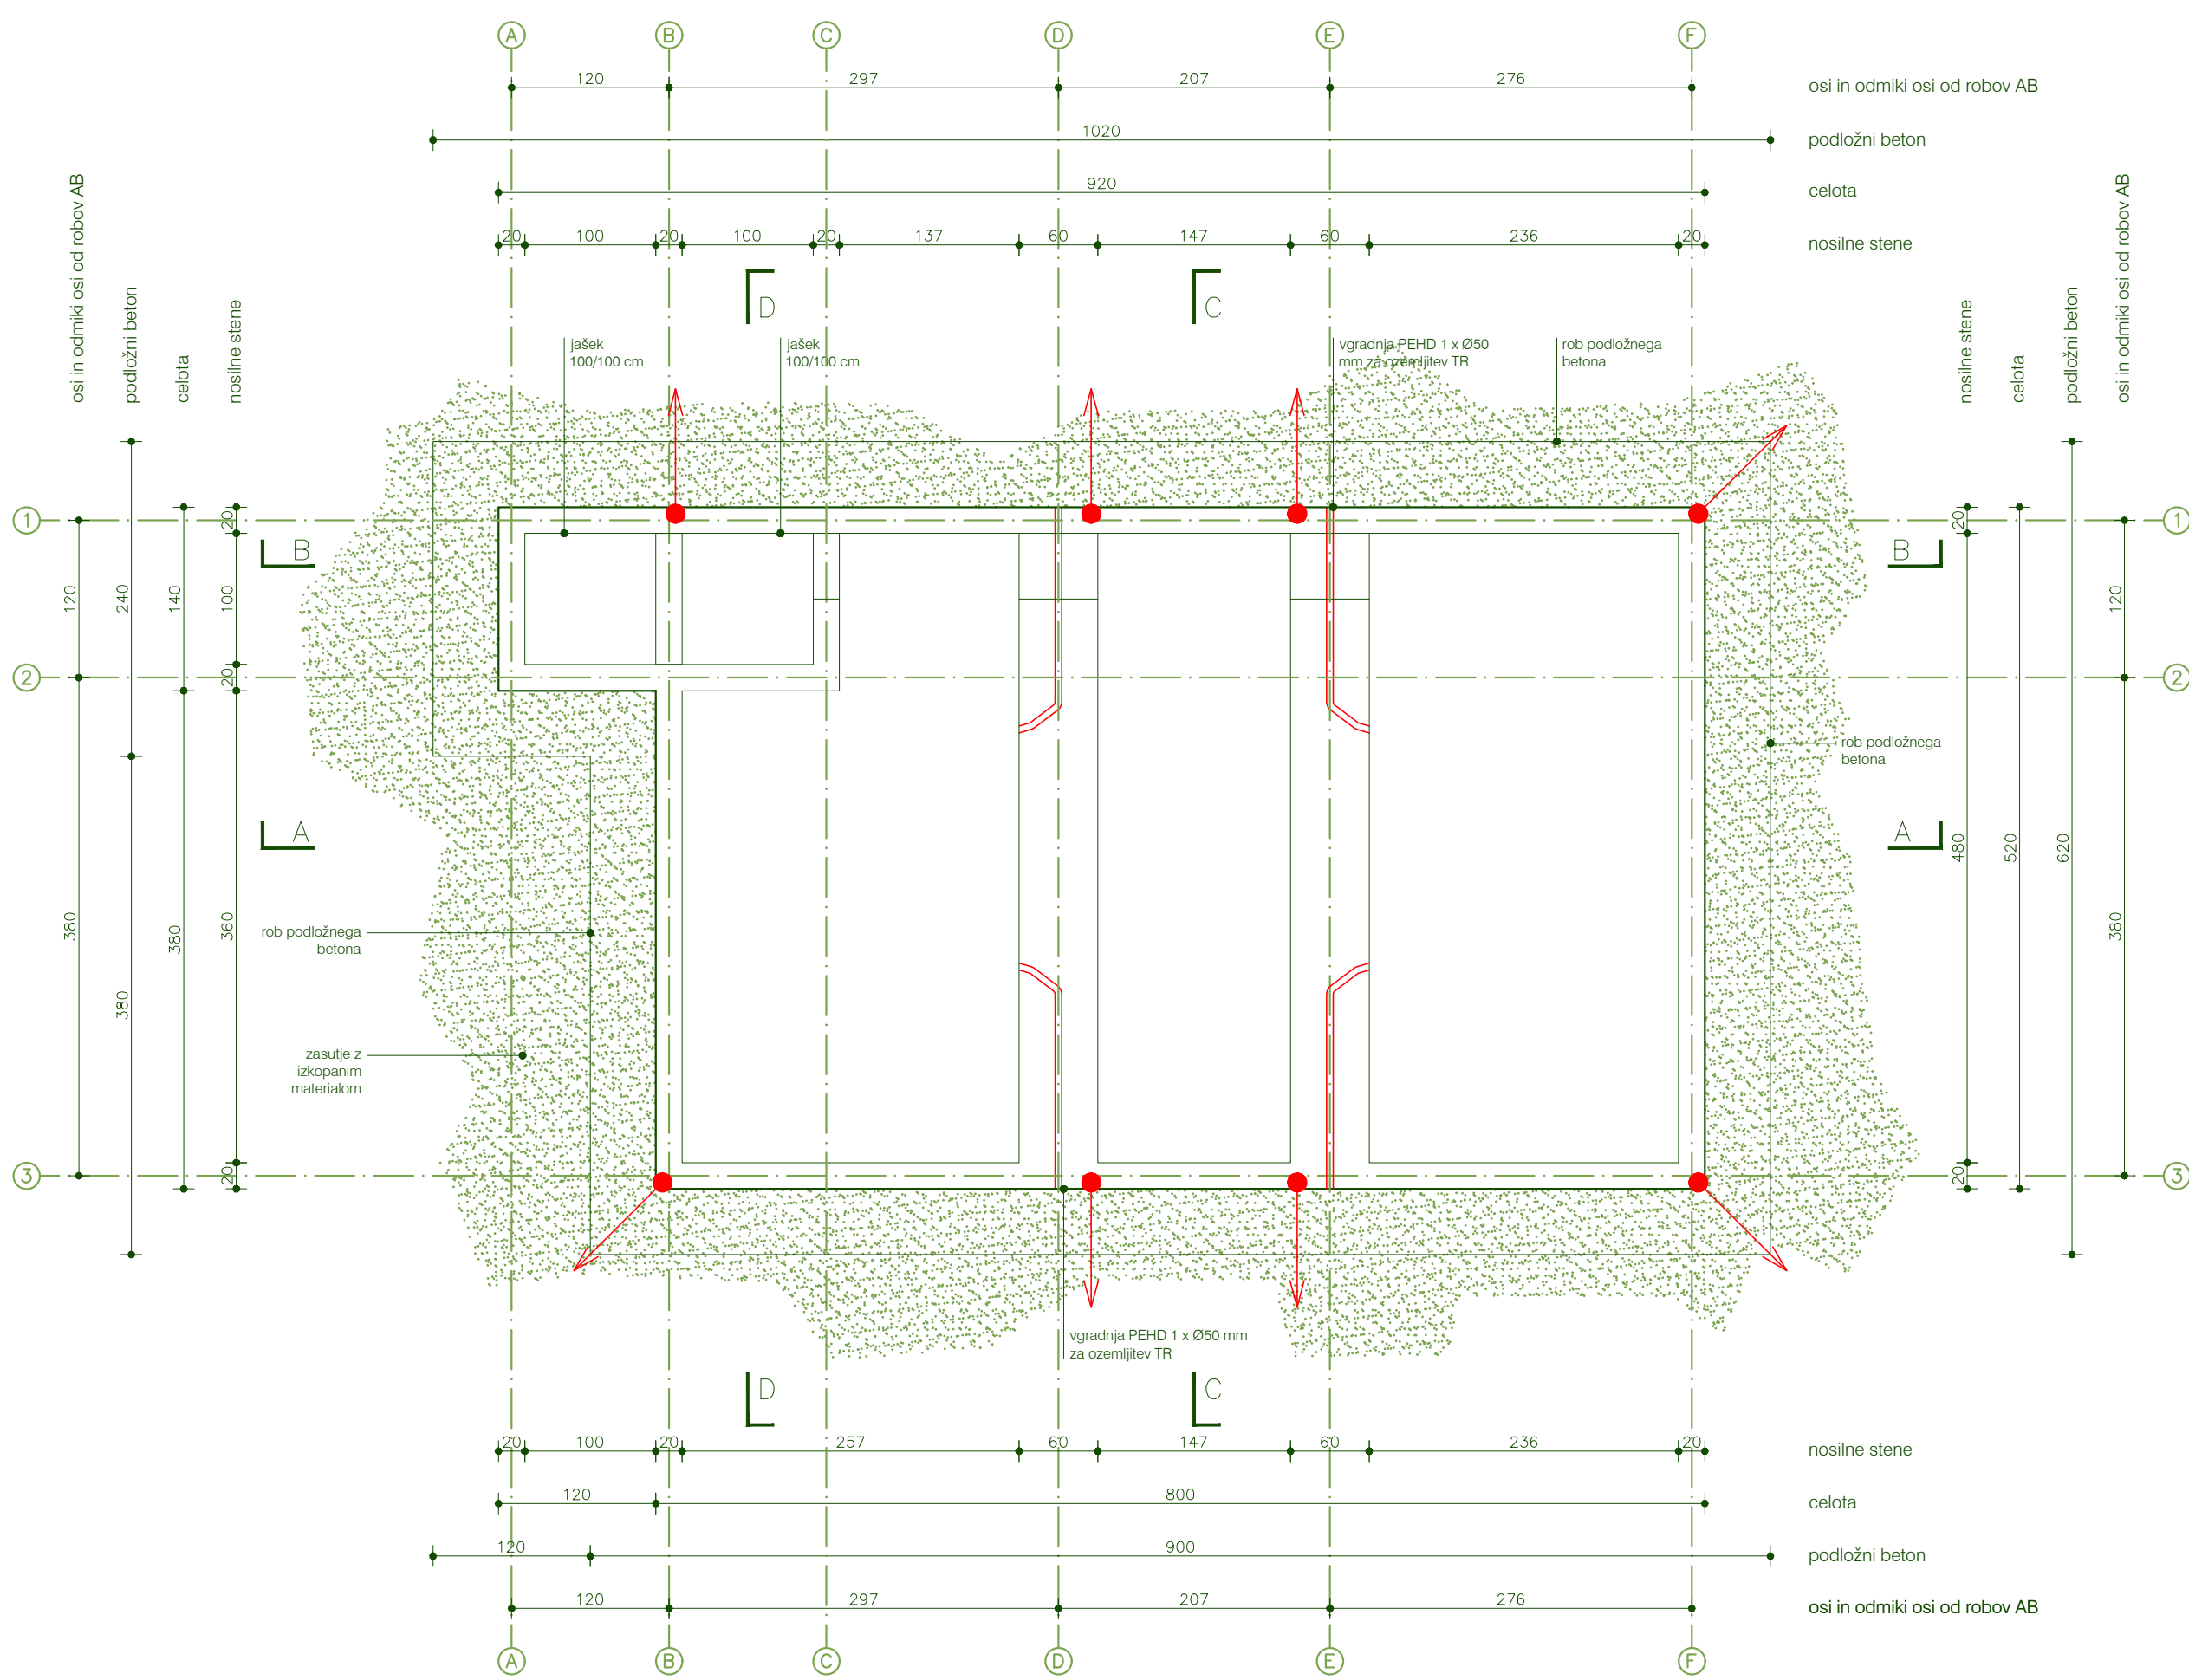 A B C D E F
120 297 207 276 osi in odmiki osi od robov AB
1020 podložni beton
920 celota
20 100 20 100 20 137 60 147 60 236 20 nosilne stene
osi in odmiki osi od robov AB
podložni beton
celota
nosilne stene
nosilne stene
celota
podložni beton
osi in odmiki osi od robov AB
D C
jašek
100/100 cm
jašek
100/100 cm
vgradnja PEHD 1 x Ø50
mm za ozemljitev TR
rob podložnega
betona
1 1
B B
20 20
120 240 140 100 120
2 20 2
rob podložnega
betona
A A
480 520 620
380 380 360 380
rob podložnega
betona
380
zasutje z
izkopanim
materialom
3 20 20 3
vgradnja PEHD 1 x Ø50 mm
za ozemljitev TR
D C
20 100 20 257 60 147 60 236 20 nosilne stene
120 800 celota
120 900 podložni beton
120 297 207 276 osi in odmiki osi od robov AB
A B C D E F